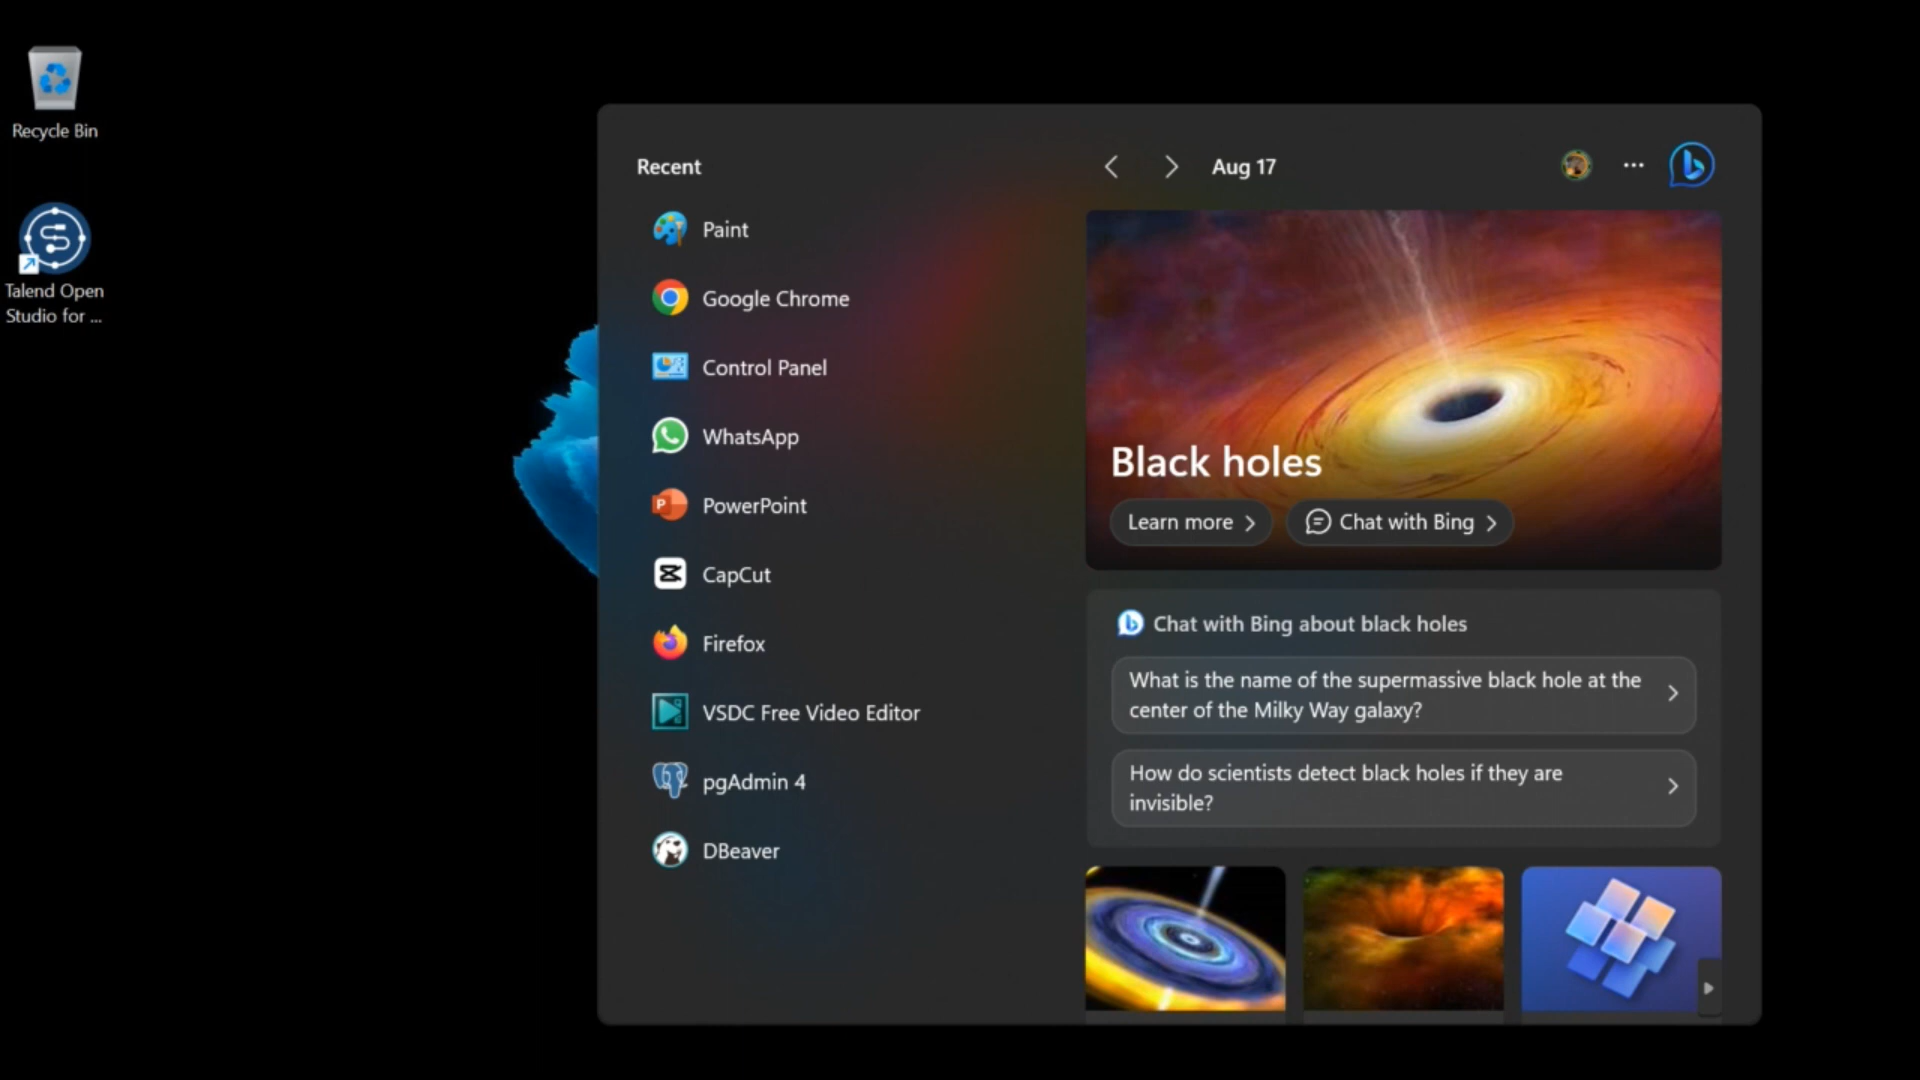 Recycle Bin
Talend Open
Studio for ...
Recent
Paint
Google Chrome
Control Panel
WhatsApp
PowerPoint
CapCut
Firefox
VSDC Free Video Editor
pgAdmin 4
DBeaver
Aug 17
Black holes
Learn more
Chat with Bing
Chat with Bing about black holes
What is the name of the supermassive black hole at the
center of the Milky Way galaxy?
How do scientists detect black holes if they are
invisible?